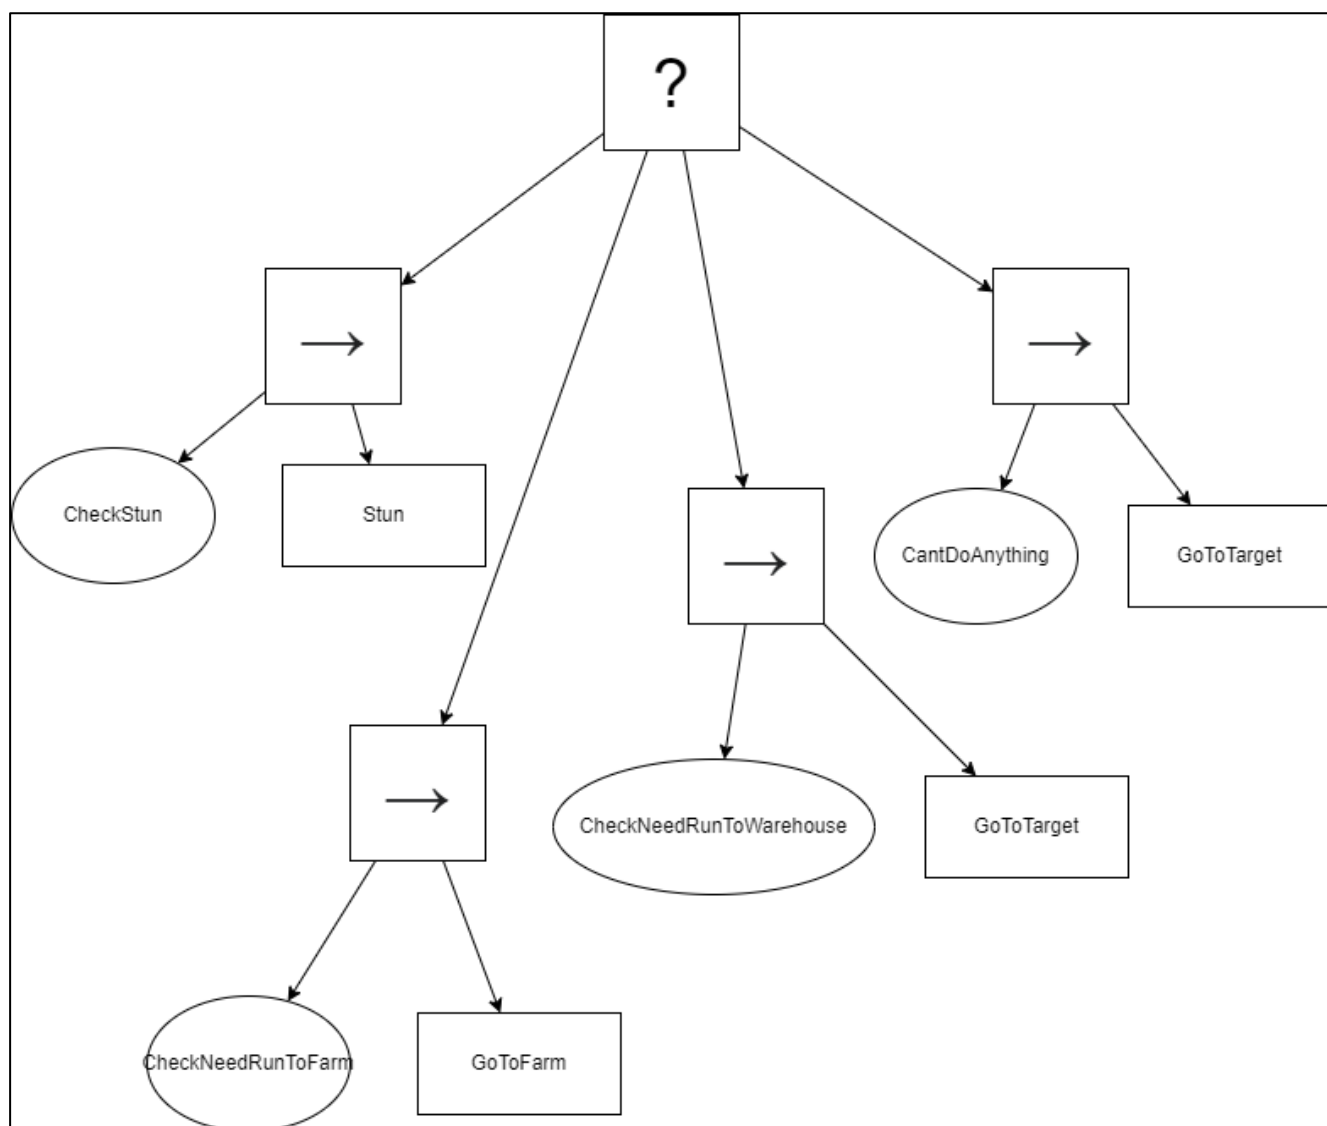 ?
→
→
CheckStun
Stun
→
CantDoAnything
GoToTarget
→
CheckNeedRunToWarehouse
GoToTarget
CheckNeedRunToFarm
GoToFarm